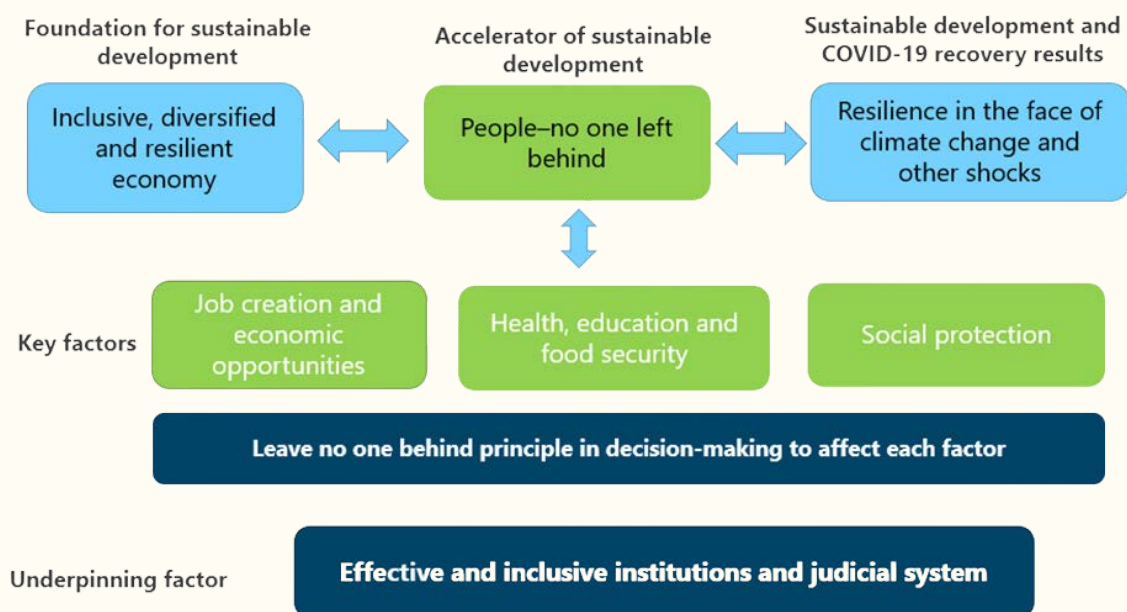 Foundation for sustainable
development
Accelerator of sustainable
development
Sustainable development and
COVID-19 recovery results
Inclusive, diversified
and resilient
economy
People–no one left
behind
Resilience in the face of
climate change and
other shocks
Key factors
Job creation and
economic
opportunities
Health, education and
food security
Social protection
Leave no one behind principle in decision-making to affect each factor
Underpinning factor
Effective and inclusive institutions and judicial system